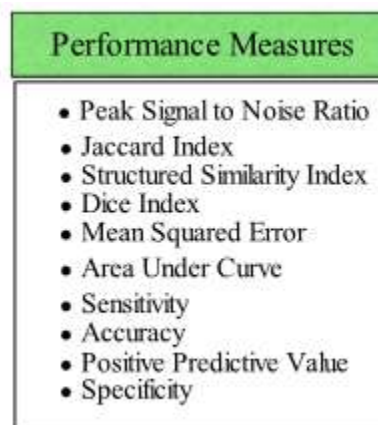 Performance Measures
• Peak Signal to Noise Ratio
• Jaccard Index
• Structured Similarity Index
• Dice Index
• Mean Squared Error
• Area Under Curve
• Sensitivity
• Accuracy
• Positive Predictive Value
• Specificity